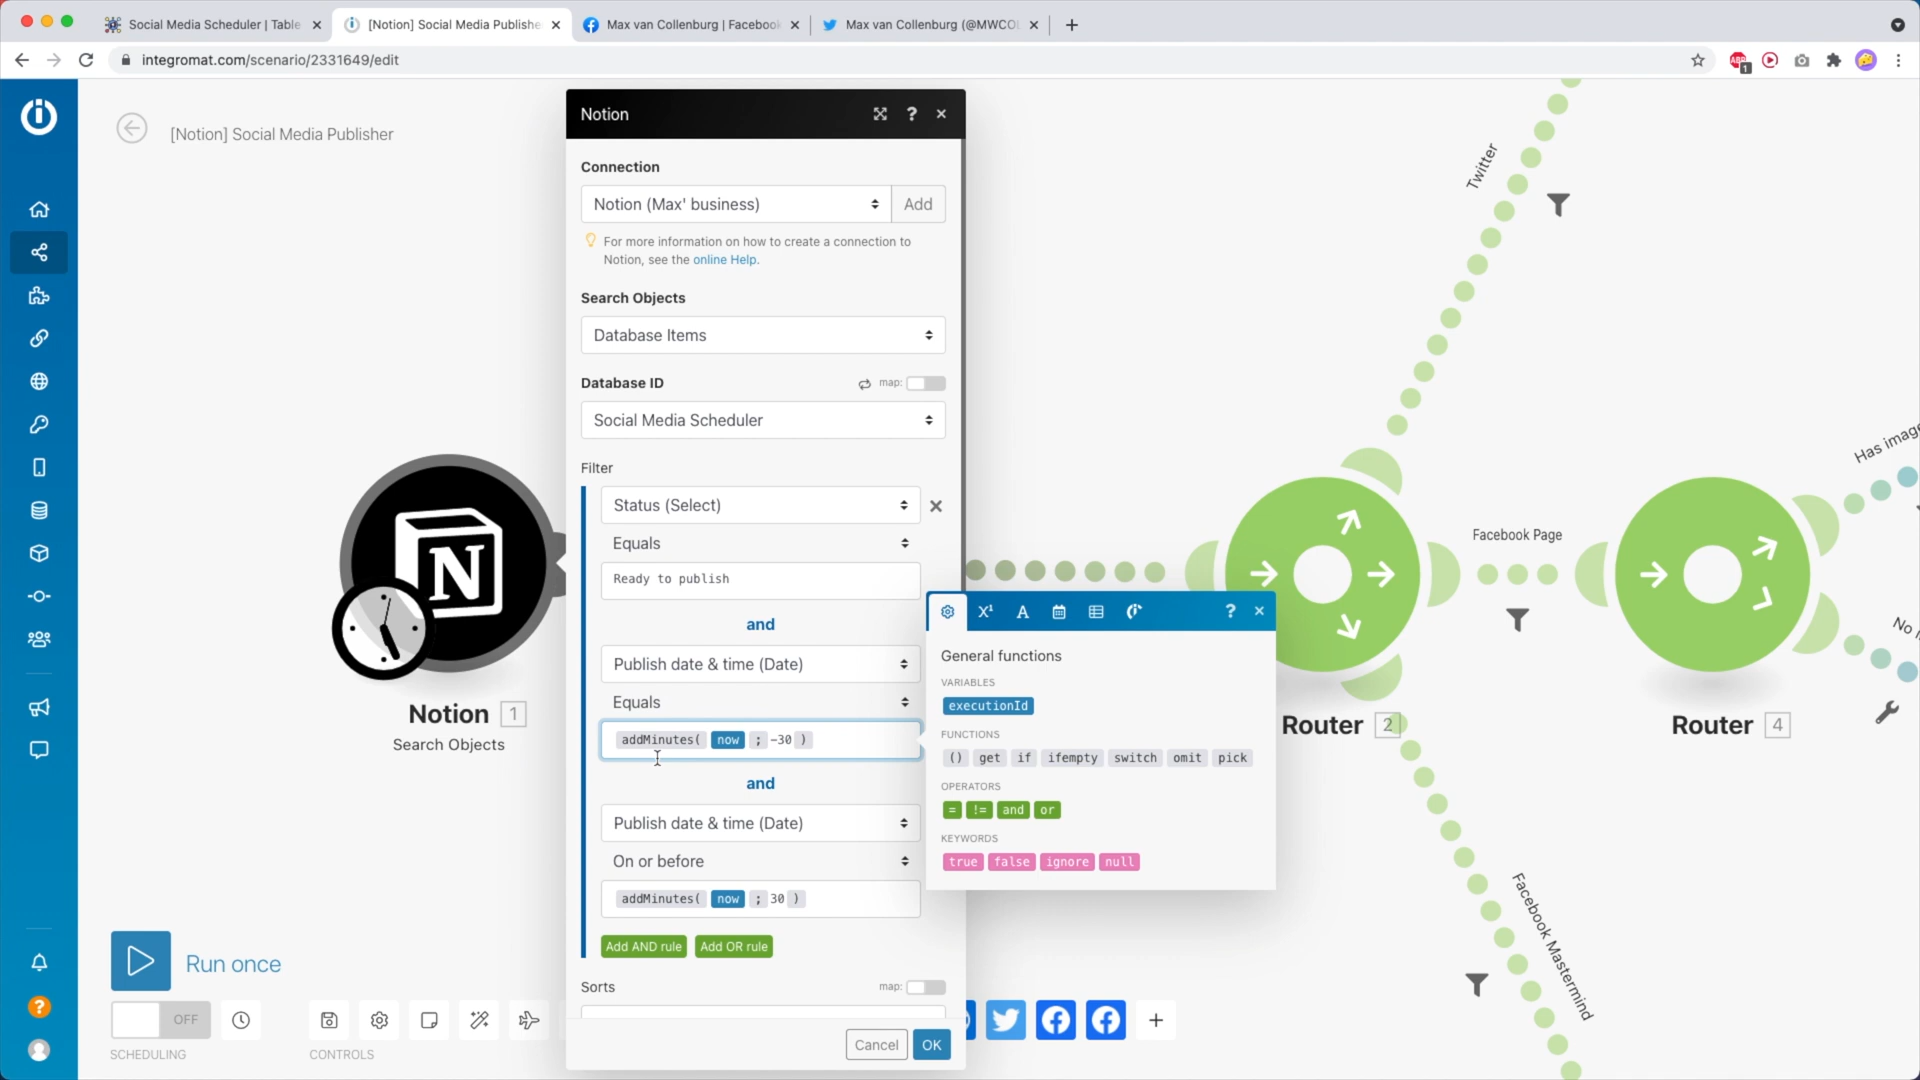 Social Media Scheduler | Table
[Notion] Social Media Publishe
Max van Collenburg | Facebook
Max van Collenburg (@MWCOL
integromat.com/scenario/2331649/edit
ABP
1
[Notion] Social Media Publisher
Notion
Connection
Notion (Max' business)
Add
For more information on how to create a connection to
Notion, see the online Help.
Search Objects
Database Items
Database ID
map:
Social Media Scheduler
Filter
Status (Select)
Equals
Ready to publish
and
Publish date & time (Date)
Equals
addMinutes( now ; -30 )
and
Publish date & time (Date)
On or before
addMinutes( now ; 30 )
Add AND rule
Add OR rule
Sorts
map:
Cancel
OK
General functions
VARIABLES
executionId
FUNCTIONS
() get if ifempty switch omit pick
OPERATORS
= != and or
KEYWORDS
true false ignore null
N
Notion 1
Search Objects
Twitter
Router 2
Facebook Page
Router 4
Has image
No
Facebook Mastermind
Run once
OFF
SCHEDULING
CONTROLS